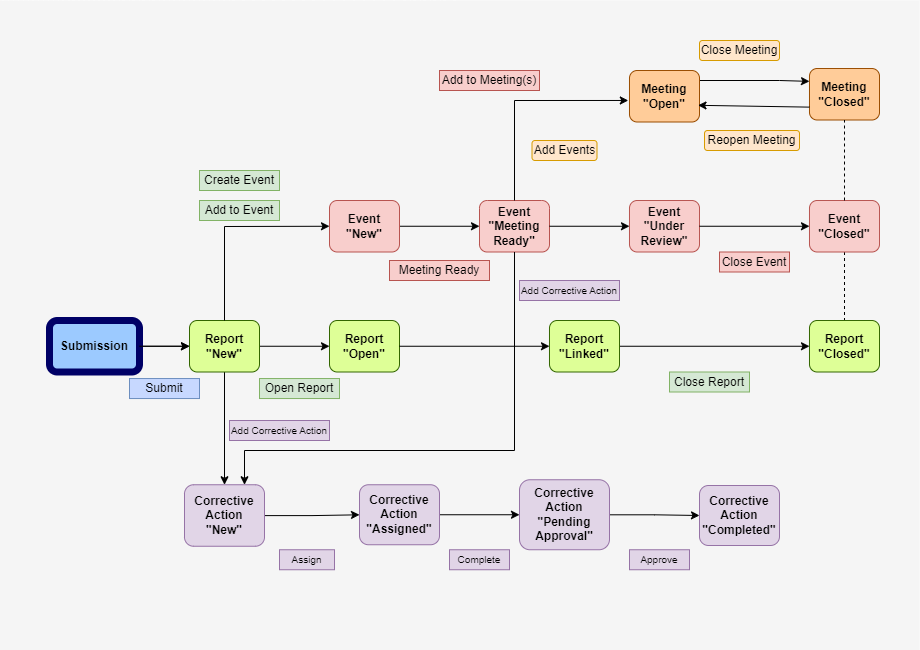 Close Meeting
Add to Meeting(s)
Meeting
"Open"
Meeting
"Closed"
Reopen Meeting
Add Events
Create Event
Add to Event
Event
"New"
Event
"Meeting
Ready"
Event
"Under
Review"
Event
"Closed"
Meeting Ready
Close Event
Add Corrective Action
Submission
Report
"New"
Report
"Open"
Report
"Linked"
Report
"Closed"
Submit
Open Report
Close Report
Add Corrective Action
Corrective
Action
"New"
Corrective
Action
"Assigned"
Corrective
Action
"Pending
Approval"
Corrective
Action
"Completed"
Assign
Complete
Approve